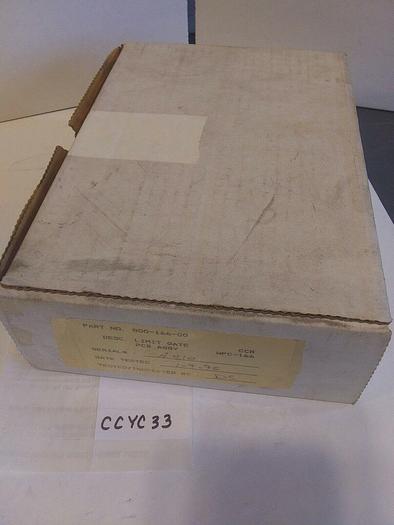 PART NO. 800-166-00
DESC. LIMIT GATE CCN
PCB ASSY WPC-166
SERIAL#
DATE TESTED
TESTED/INSPECTED BY
CCYC33